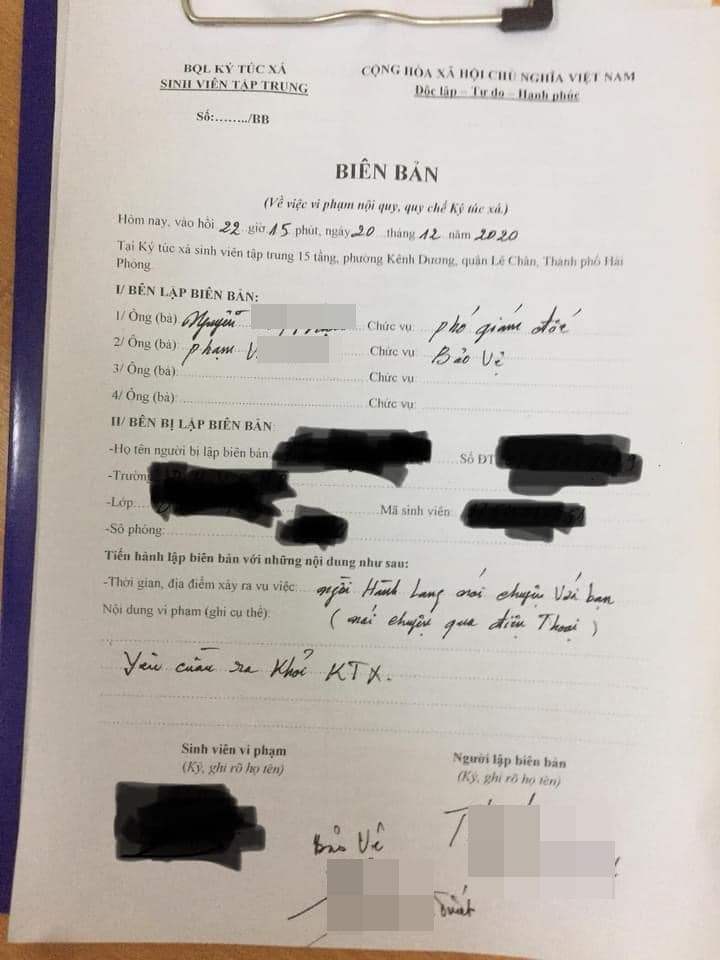 BQL KÝ TÚC XÁ
SINH VIÊN TẬP TRUNG
Số:......../BB
CỘNG HÒA XÃ HỘI CHỦ NGHĨA VIỆT NAM
Độc lập – Tự do – Hạnh phúc
BIÊN BẢN
(Về việc vi phạm nội quy, quy chế Ký túc xá.)
Hôm nay, vào hồi 22 giờ 15 phút, ngày 20 tháng 12 năm 2020
Tại Ký túc xá sinh viên tập trung 15 tầng, phường Kênh Dương, quận Lê Chân, Thành phố Hải
Phòng.
I/ BÊN LẬP BIÊN BẢN:
1/ Ông (bà): Nguyễn Chức vụ: phó giám đốc
2/ Ông (bà): Phạm V Chức vụ: Bảo Vệ
3/ Ông (bà): Chức vụ:
4/ Ông (bà): Chức vụ:
II/ BÊN BỊ LẬP BIÊN BẢN:
-Họ tên người bị lập biên bản: Số ĐT
-Trường
-Lớp Mã sinh viên:
-Số phòng:
Tiến hành lập biên bản với những nội dung như sau:
-Thời gian, địa điểm xảy ra vụ việc: ngồi Hành Lang nói chuyện Với bạn
Nội dung vi phạm (ghi cụ thể): (nói chuyện qua điện Thoại)
Yêu cầu ra khỏi KTX.
Sinh viên vi phạm
(Ký, ghi rõ họ tên)
Người lập biên bản
(Ký, ghi rõ họ tên)
Bảo Vệ